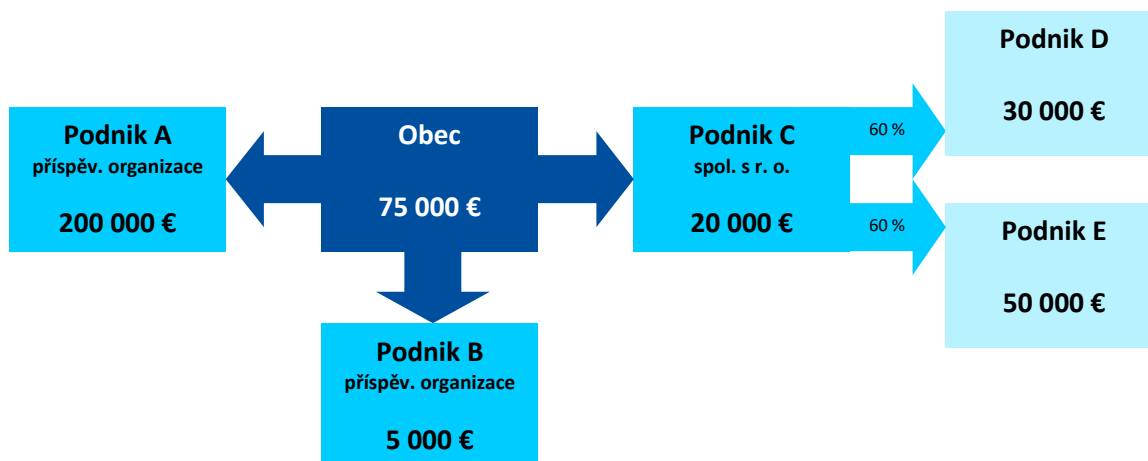 Podnik D
30 000 €
Podnik A
příspěv. organizace
200 000 €
Obec
75 000 €
Podnik C
spol. s r. o.
20 000 €
60 %
60 %
Podnik E
50 000 €
Podnik B
příspěv. organizace
5 000 €